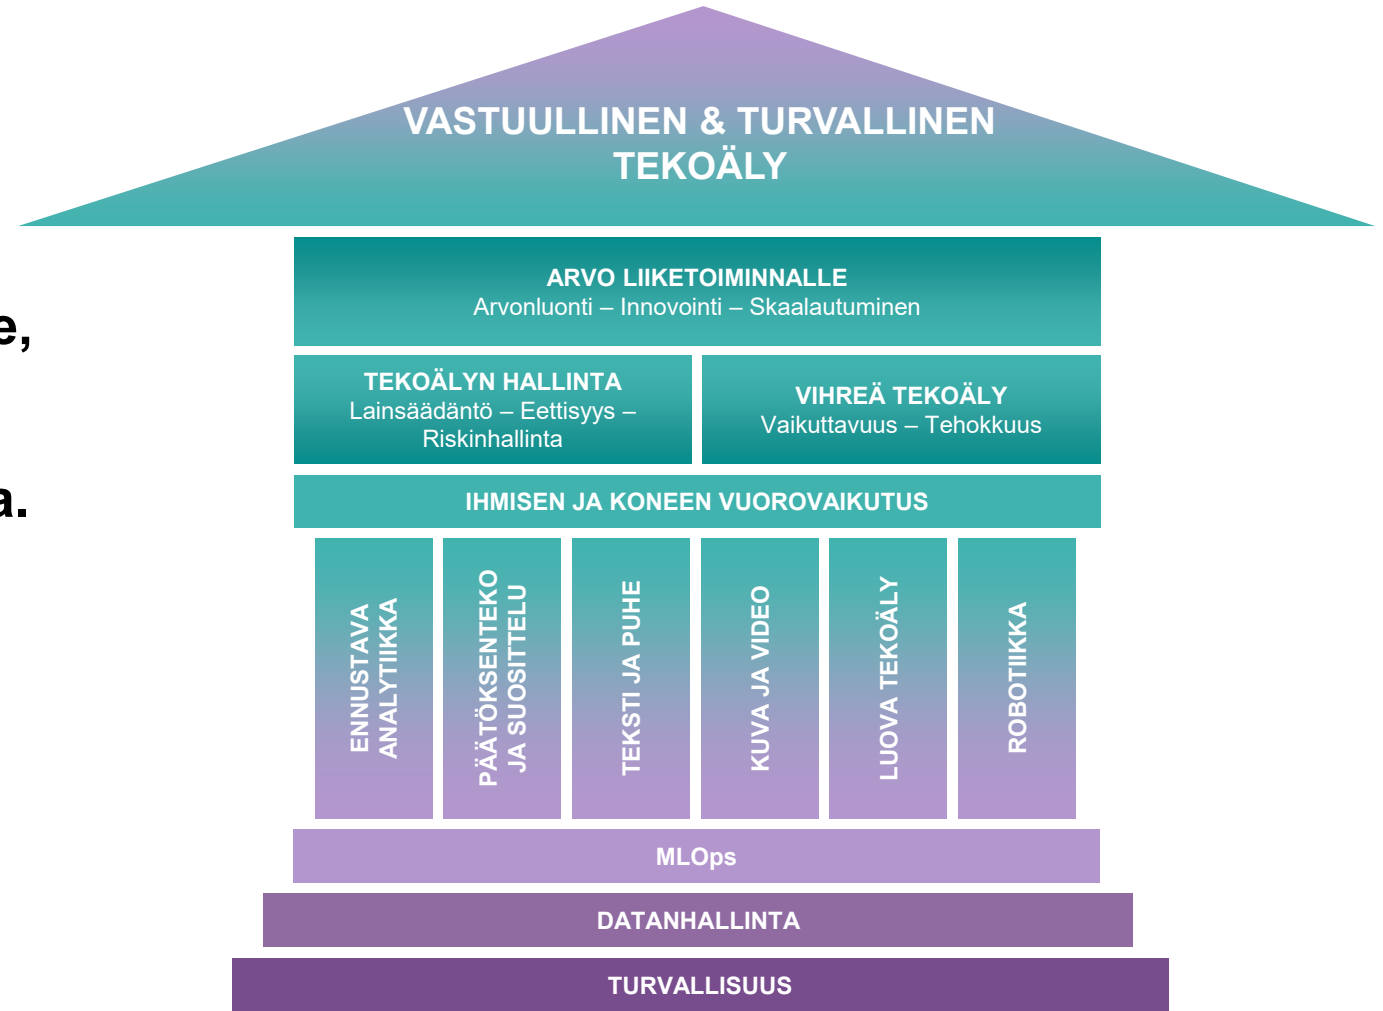 VASTUULLINEN & TURVALLINEN
TEKOÄLY
ARVO LIIKETOIMINNALLE
Arvonluonti – Innovointi – Skaalautuminen
e,
a.
TEKOÄLYN HALLINTA
Lainsäädäntö – Eettisyys –
Riskinhallinta
VIHREÄ TEKOÄLY
Vaikuttavuus – Tehokkuus
IHMISEN JA KONEEN VUOROVAIKUTUS
ENNUSTAVA
ANALYTIIKKA
PÄÄTÖKSENTEKO
JA SUOSITTELU
TEKSTI JA PUHE
KUVA JA VIDEO
LUOVA TEKOÄLY
ROBOTIIKKA
MLOps
DATANHALLINTA
TURVALLISUUS